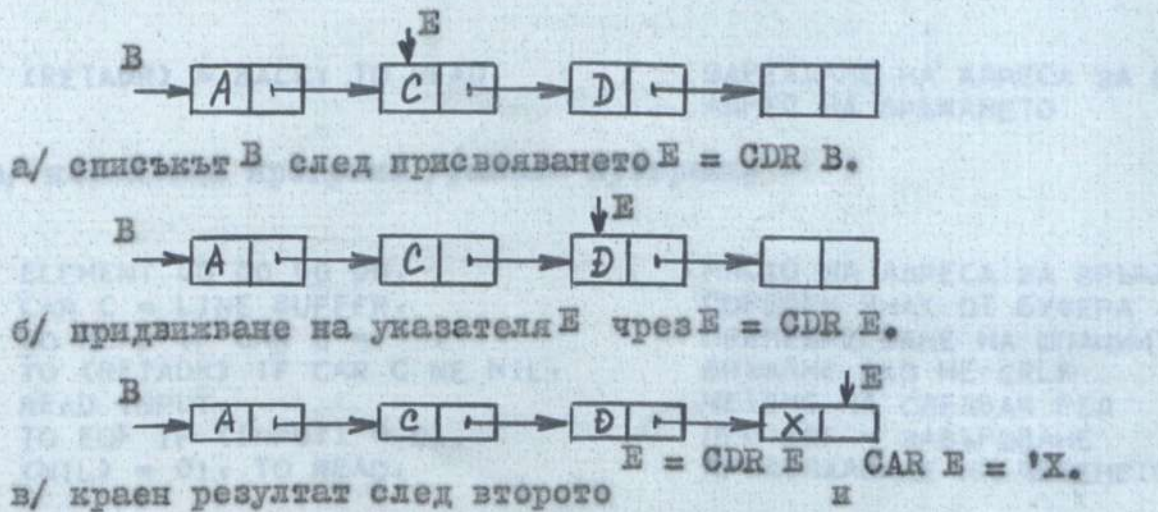 E
B A C D
а/ списъкът B след присвояването E = CDR B.
E
B A C D
б/ придвижване на указателя E чрез E = CDR E.
E
B A C D X
E = CDR E CAR E = 'X.
в/ краен резултат след второто и